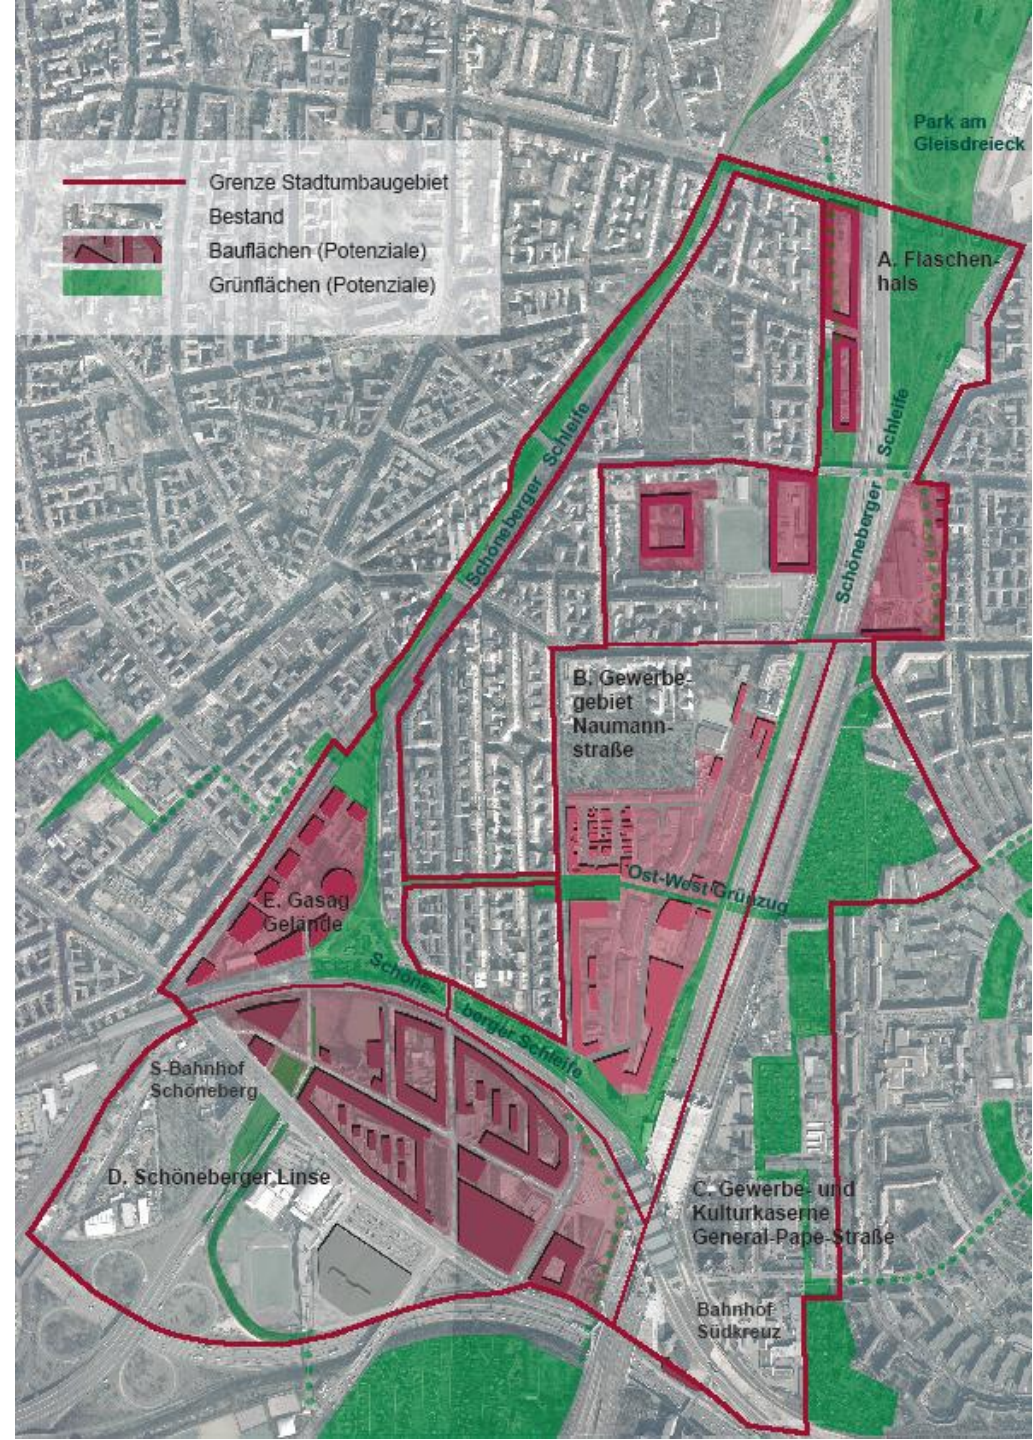 Park am
Gleisdreieck
Grenze Stadtumbaugebiet
Bestand
Bauflächen (Potenziale)
Grünflächen (Potenziale)
A. Flaschen-
hals
Schöneberger Schleife
Schöneberger Schleife
B. Gewerbe-
gebiet
Naumann-
straße
Ost-West Grünzug
E. Gasag
Gelände
Schöne-
berger Schleife
S-Bahnhof
Schöneberg
D. Schöneberger Linse
C. Gewerbe- und
Kulturkaserne
General-Pape-Straße
Bahnhof
Südkreuz